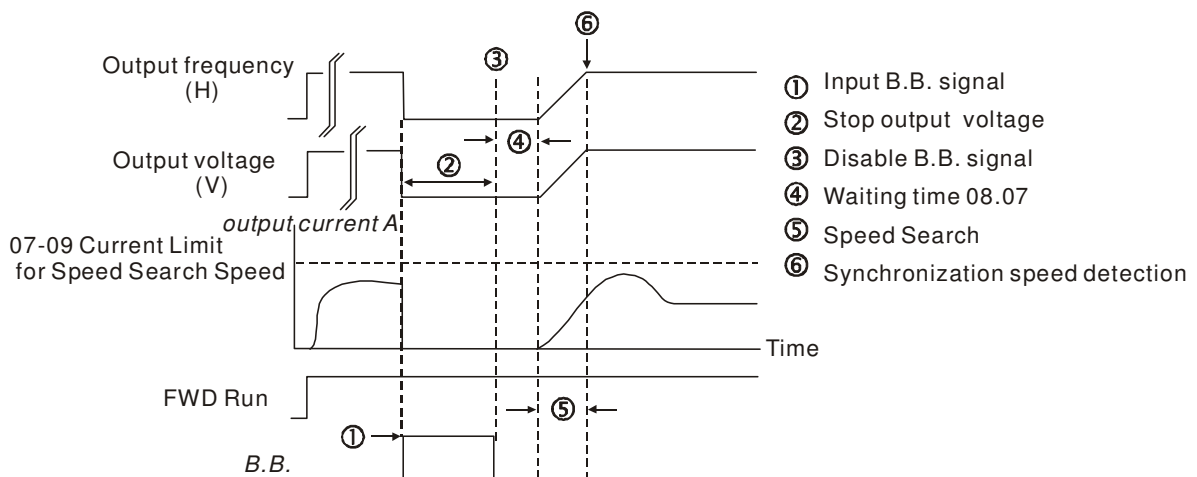 Output frequency
(H)
Output voltage
(V)
output current A
07-09 Current Limit
for Speed Search Speed
Time
FWD Run
B.B.
①
②
③
④
⑤
⑥
① Input B.B. signal
② Stop output voltage
③ Disable B.B. signal
④ Waiting time 08.07
⑤ Speed Search
⑥ Synchronization speed detection